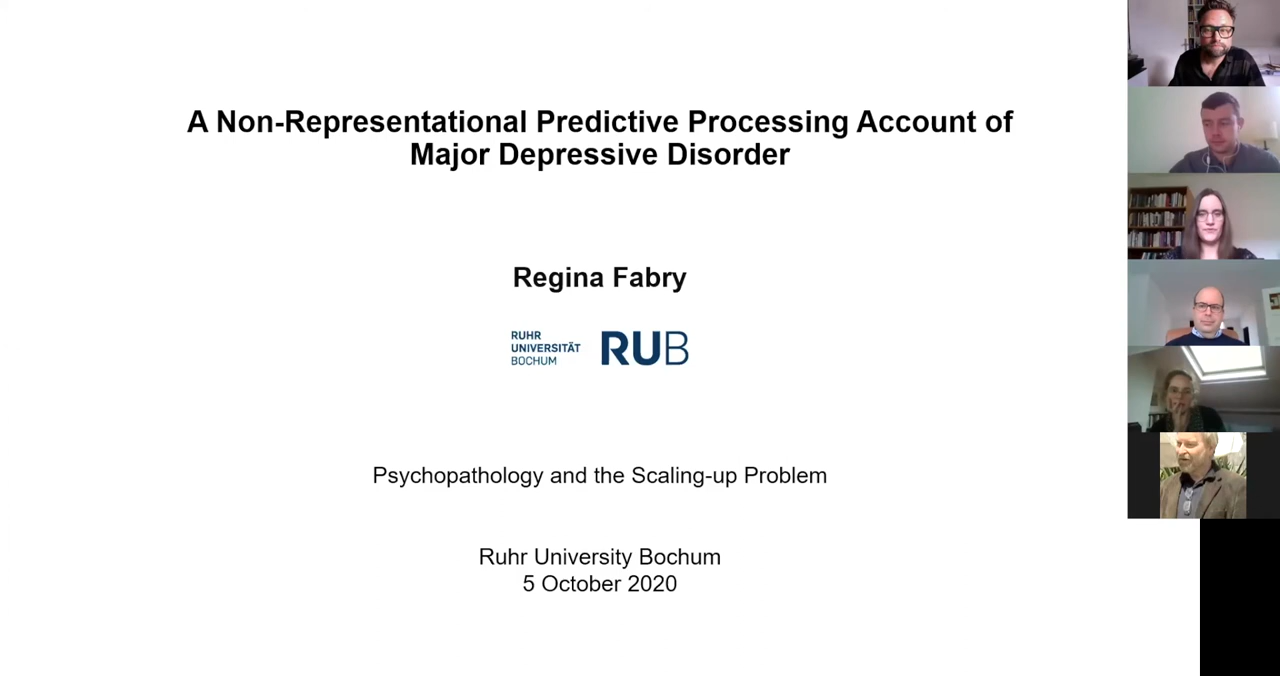 A Non-Representational Predictive Processing Account of
Major Depressive Disorder
Regina Fabry
RUHR
UNIVERSITÄT
BOCHUM
RUB
Psychopathology and the Scaling-up Problem
Ruhr University Bochum
5 October 2020